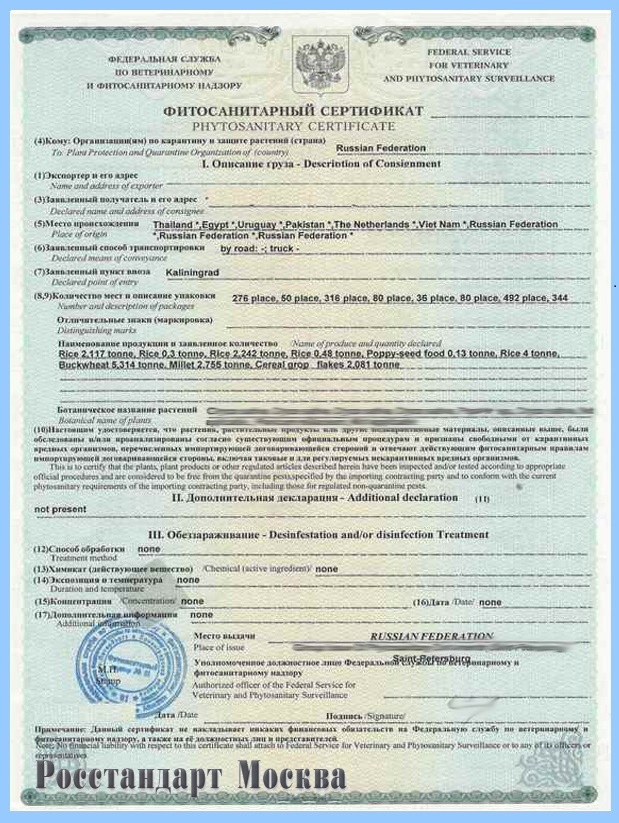 ФЕДЕРАЛЬНАЯ СЛУЖБА
ПО ВЕТЕРИНАРНОМУ
И ФИТОСАНИТАРНОМУ НАДЗОРУ
FEDERAL SERVICE
FOR VETERINARY
AND PHYTOSANITARY SURVEILLANCE
ФИТОСАНИТАРНЫЙ СЕРТИФИКАТ
PHYTOSANITARY CERTIFICATE
(4)Кому: Организации(ям) по карантину и защите растений (страна)
To: Plant Protection and Quarantine Organization of (country)
Russian Federation
I. Описание груза - Description of Consignment
(1)Экспортер и его адрес
Name and address of exporter
(3)Заявленный получатель и его адрес
Declared name and address of consignee
(5)Место происхождения Thailand *,Egypt *,Uruguay *,Pakistan *,The Netherlands *,Viet Nam *,Russian Federation
Place of origin *,Russian Federation *,Russian Federation *
(6)Заявленный способ транспортировки by road: -; truck -
Declared means of conveyance
(7)Заявленный пункт ввоза Kaliningrad
Declared point of entry
(8,9)Количество мест и описание упаковки 276 place, 50 place, 316 place, 80 place, 36 place, 80 place, 492 place, 344
Number and description of packages
Отличительные знаки (маркировка)
Distinguishing marks
Наименование продукции и заявленное количество /Name of produce and quantity declared
Rice 2,117 tonne, Rice 0,3 tonne, Rice 2,242 tonne, Rice 0,48 tonne, Poppy-seed food 0,13 tonne, Rice 4 tonne,
Buckwheat 5,314 tonne, Millet 2,755 tonne, Cereal grop flakes 2,081 tonne
Ботаническое название растений
Botanical name of plants
(10)Настоящим удостоверяется, что растения, растительные продукты или другие подкарантинные материалы, описанные выше, были
обследованы и/или проанализированы согласно существующим официальным процедурам и признаны свободными от карантинных
вредных организмов, перечисленных импортирующей договаривающейся стороной и отвечают действующим фитосанитарным правилам
импортирующей договаривающейся стороны, включая таковые и для регулируемых некарантинных вредных организмов.
This is to certify that the plants, plant products or other regulated articles described herein have been inspected and/or tested according to appropriate
official procedures and are considered to be free from the quarantine pests,specified by the importing contracting party and to conform with the current
phytosanitary requirements of the importing contracting party, including those for regulated non-quarantine pests.
II. Дополнительная декларация - Additional declaration (11)
not present
III. Обеззараживание - Desinfestation and/or disinfection Treatment
(12)Способ обработки none
Treatment method
(13)Химикат (действующее вещество) /Chemical (active ingredient)/ none
(14)Экспозиция и температура none
Duration and temperature
(15)Концентрация /Concentration/ none (16)Дата /Date/ none
(17)Дополнительная информация none
Additional information
Место выдачи RUSSIAN FEDERATION
Place of issue
Saint-Petersburg
Уполномоченное должностное лицо Федеральной службы по ветеринарному и
фитосанитарному надзору
Authorized officer of the Federal Service for
Veterinary and Phytosanitary Surveillance
М.П.
Дата /Date
Подпись /Signature/
Примечание: Данный сертификат не накладывает никаких финансовых обязательств на Федеральную службу по ветеринарному и
фитосанитарному надзору, а также на её должностных лиц и представителей.
Note: No financial liability with respect to this certificate shall attach to Federal Service for Veterinary and Phytosanitary Surveillance or to any of its officers or
representatives.
Росстандарт Москва